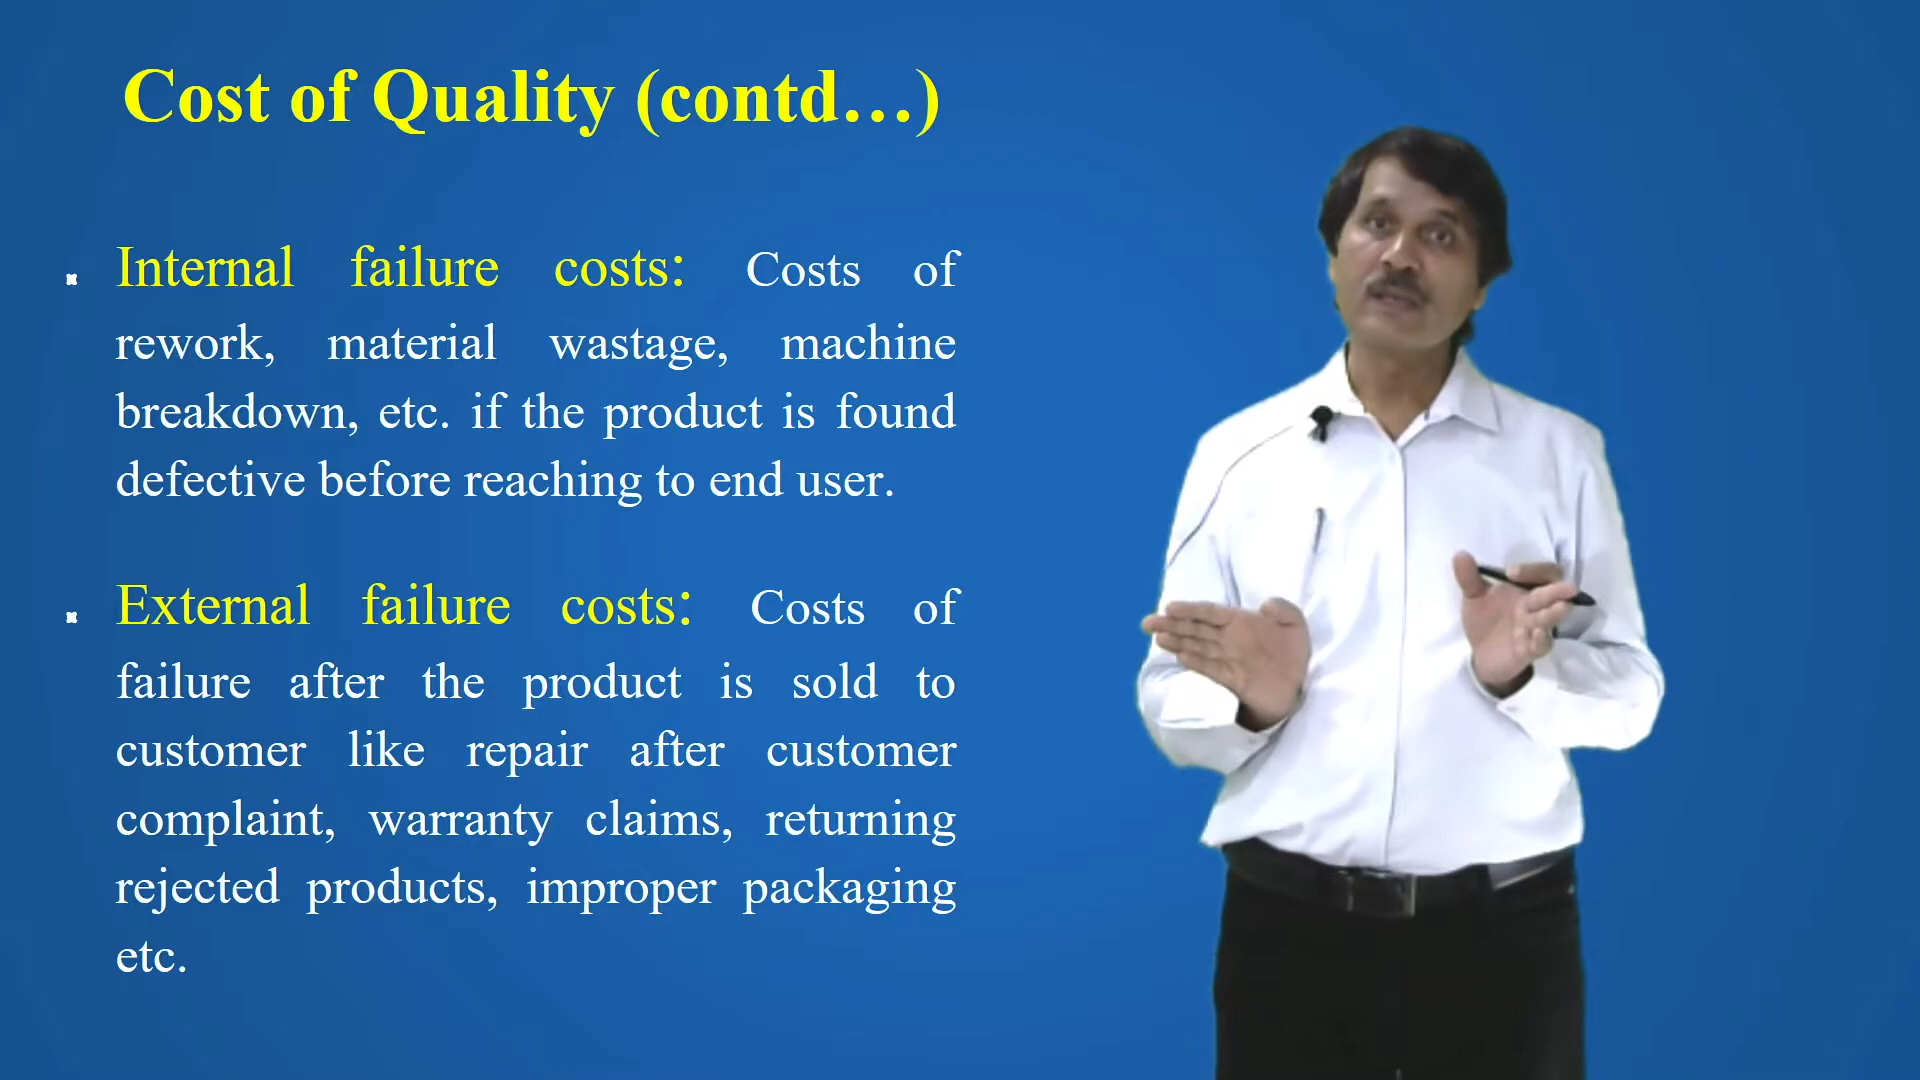 Cost of Quality (contd…)
Internal failure costs: Costs of
rework, material wastage, machine
breakdown, etc. if the product is found
defective before reaching to end user.
External failure costs: Costs of
failure after the product is sold to
customer like repair after customer
complaint, warranty claims, returning
rejected products, improper packaging
etc.